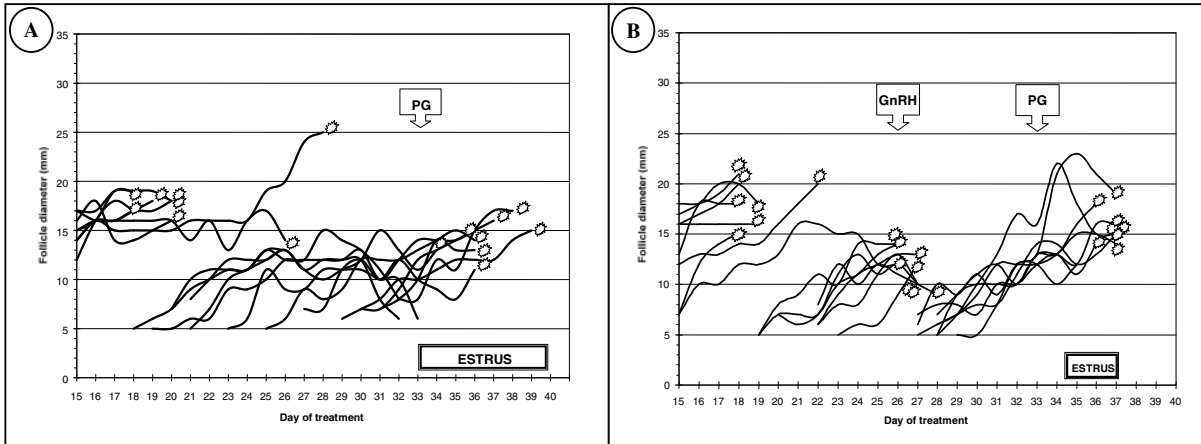 A
35
30
25
20
15
10
5
0
Follicle diameter (mm)
PG
ESTRUS
15 16 17 18 19 20 21 22 23 24 25 26 27 28 29 30 31 32 33 34 35 36 37 38 39 40
Day of treatment
B
35
30
25
20
15
10
5
0
Follicle diameter (mm)
GnRH
PG
ESTRUS
15 16 17 18 19 20 21 22 23 24 25 26 27 28 29 30 31 32 33 34 35 36 37 38 39 40
Day of treatment